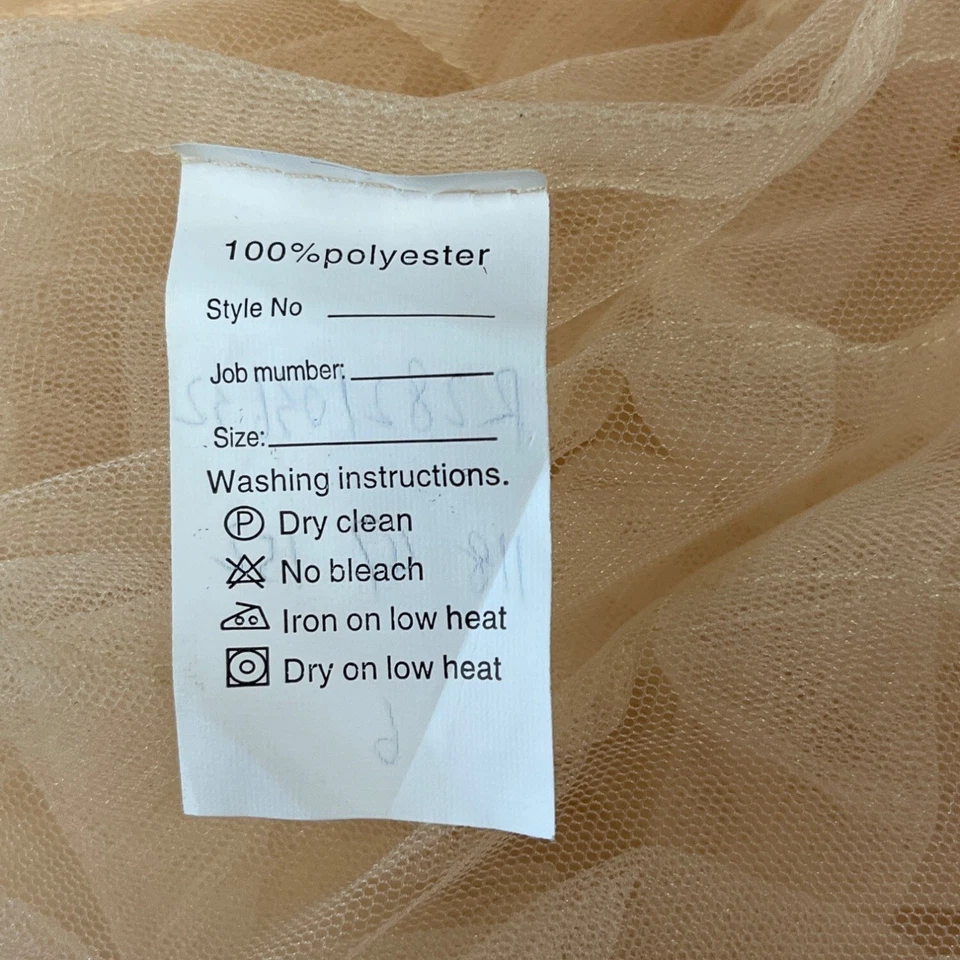 100%polyester
Style No
Job mumber:
Size:
Washing instructions.
P Dry clean
No bleach
Iron on low heat
Dry on low heat